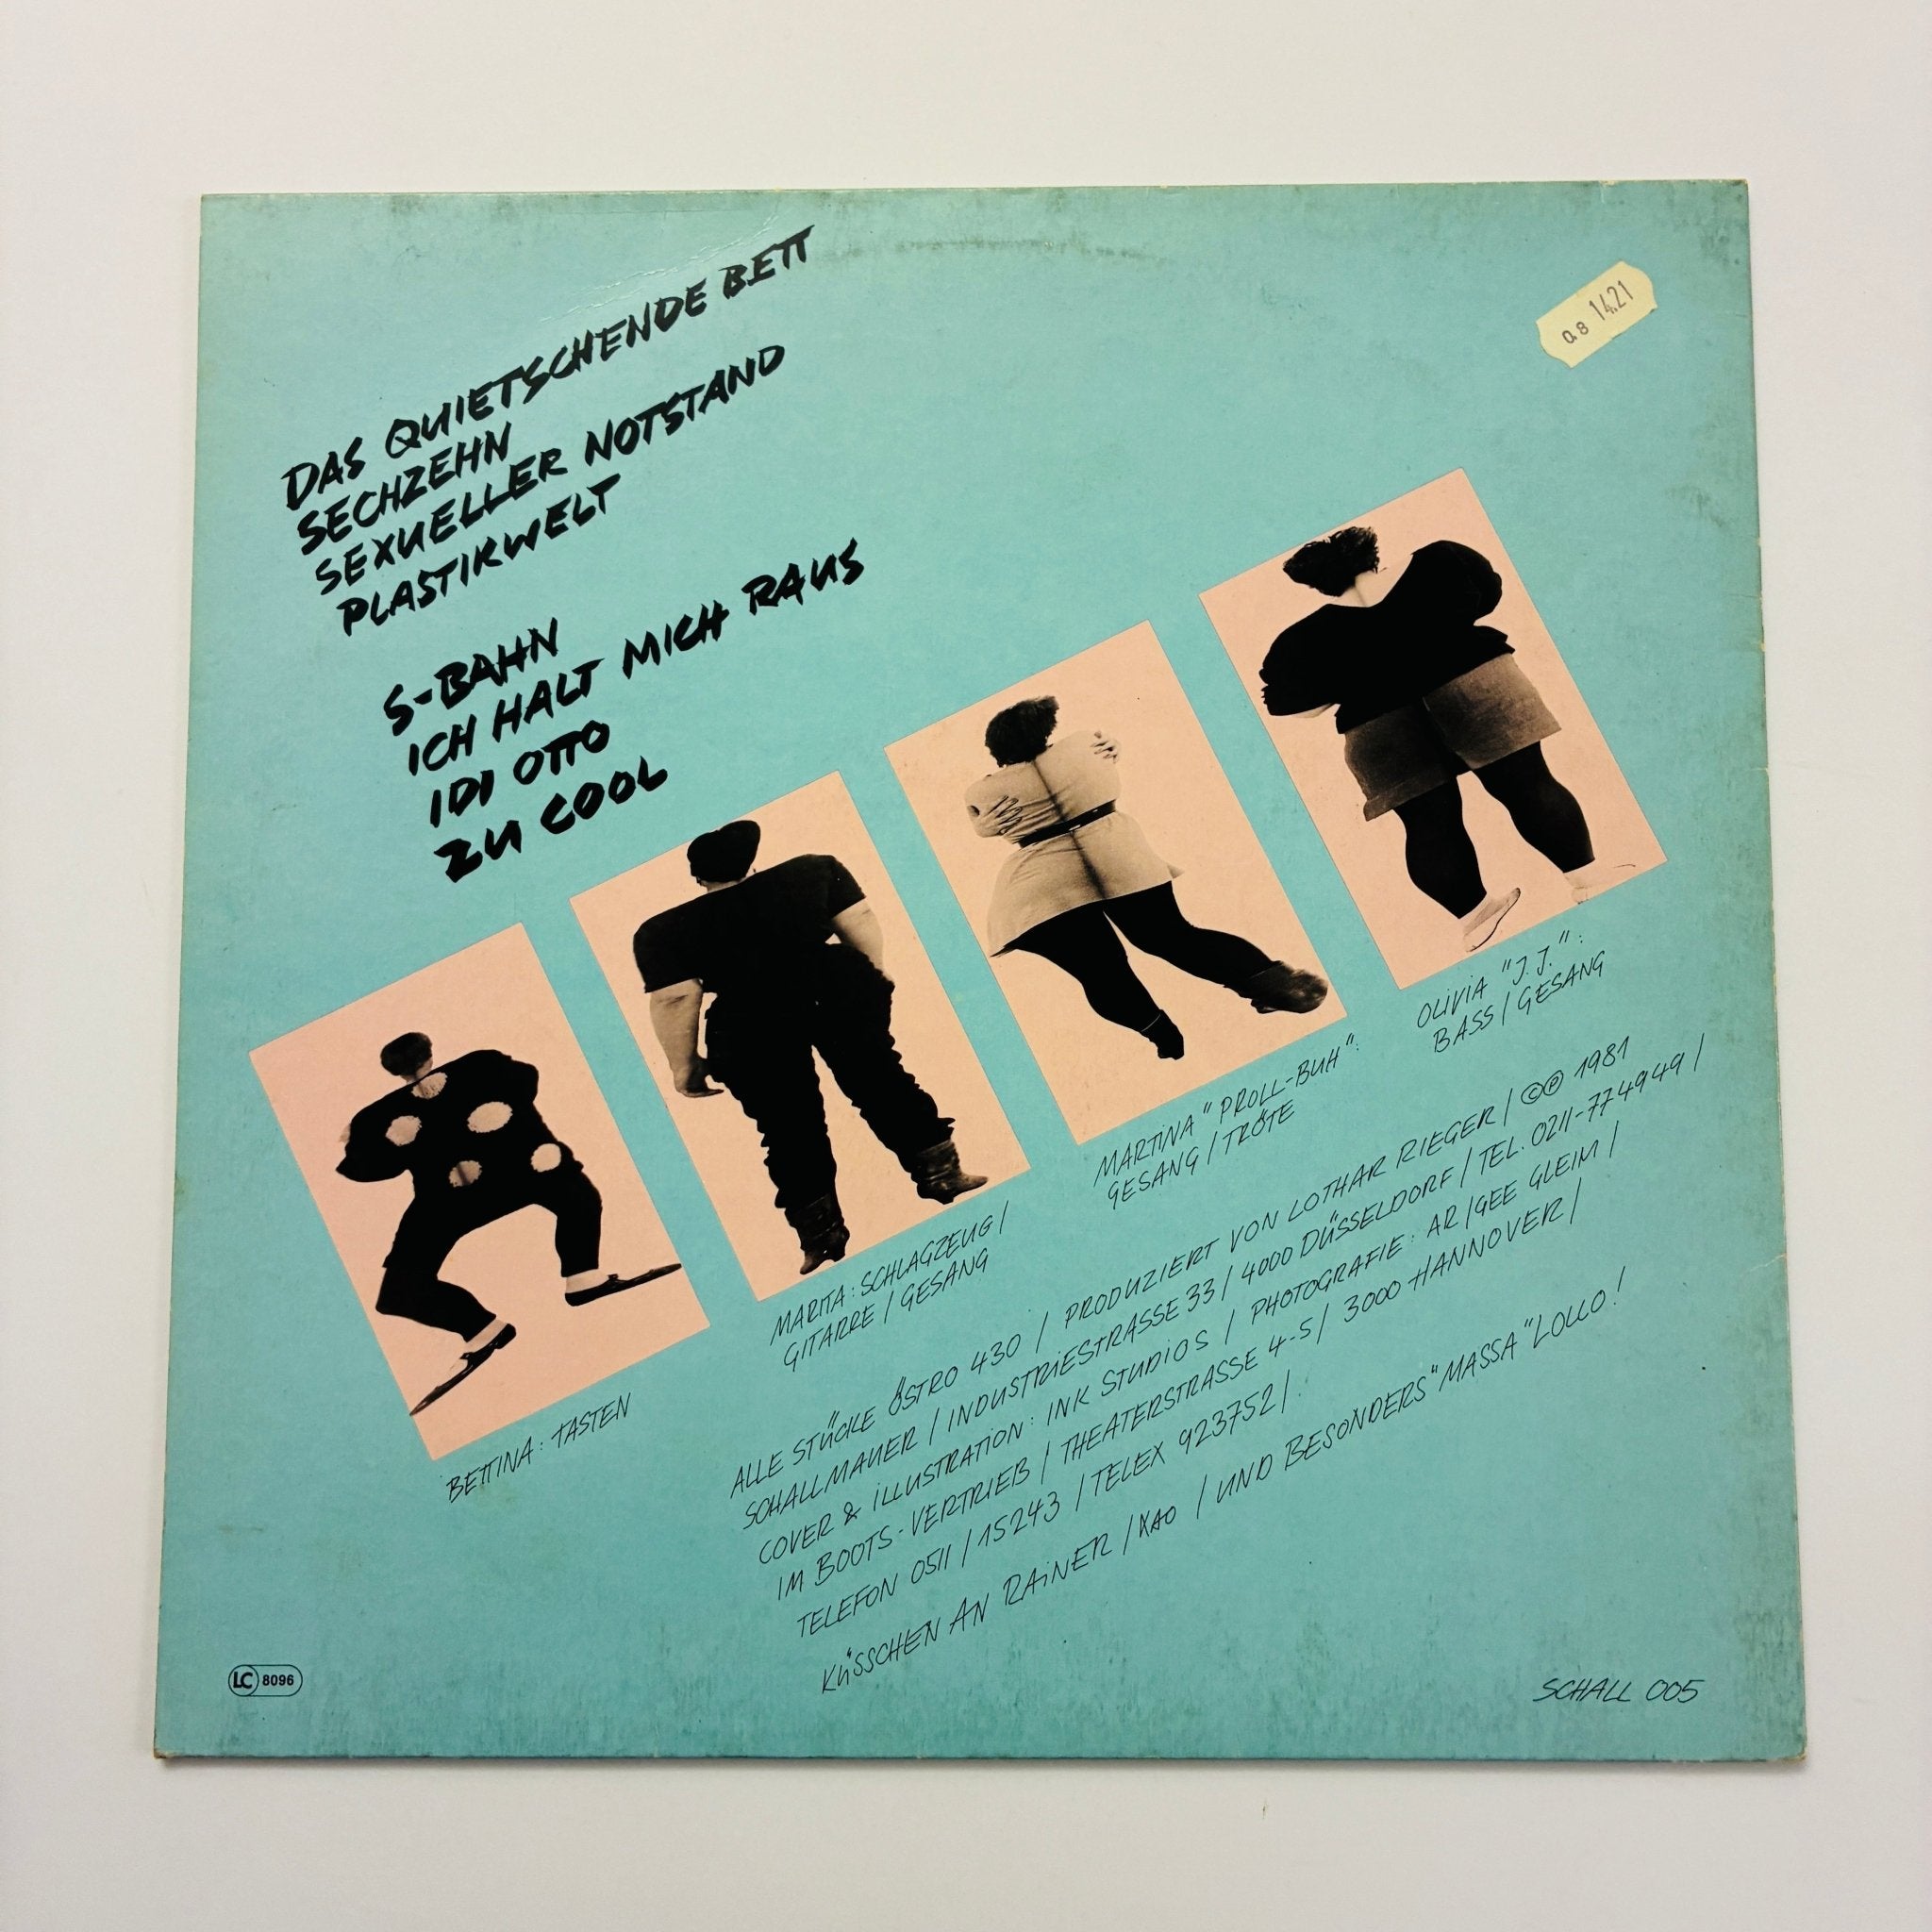 DAS QUIETSCHENDE BETT
SECHZEHN
SEXUELLER NOTSTAND
PLASTIKWELT
S-BAHN
ICH HALT MICH RAUS
IDI OTTO
ZU COOL
a.8 1421
OLIVIA "J.J.":
BASS / GESANG
MARTINA "PROLL-BUH":
GESANG / TRÖTE
MARITA: SCHLAGZEUG /
GITARRE / GESANG
BETTINA: TASTEN
ALLE STÜCKE ÖSTRO 430 / PRODUZIERT VON LOTHAR RIEGER / ©℗ 1981
SCHALLMAUER / INDUSTRIESTRASSE 33 / 4000 DÜSSELDORF / TEL. 0211-774949 /
COVER & ILLUSTRATION: INK STUDIOS / PHOTOGRAFIE: AR/GEE GLEIM /
IM BOOTS-VERTRIEB / THEATERSTRASSE 4-5 / 3000 HANNOVER /
TELEFON 0511 / 15243 / TELEX 923752 /.
KÜSSCHEN AN RAINER / XAO / UND BESONDERS "MASSA" LOLLO!
LC 8096
SCHALL 005